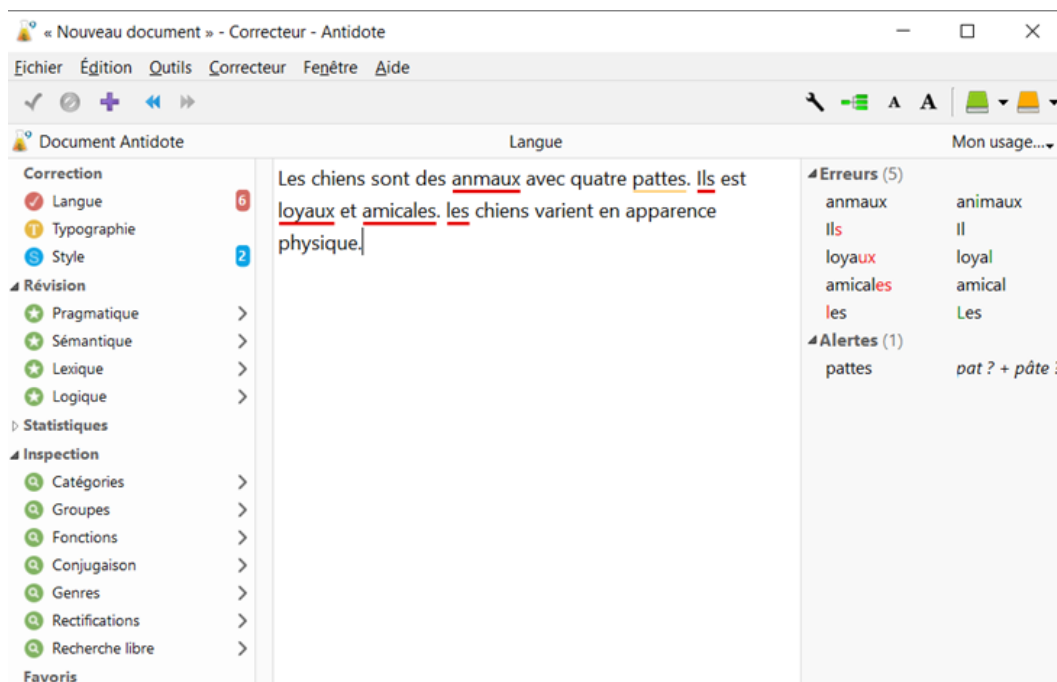 « Nouveau document » - Correcteur - Antidote
Fichier Édition Outils Correcteur Fenêtre Aide
A A
Document Antidote Langue Mon usage...
Correction
Langue 6
Typographie
Style 2
Révision
Pragmatique
Sémantique
Lexique
Logique
Statistiques
Inspection
Catégories
Groupes
Fonctions
Conjugaison
Genres
Rectifications
Recherche libre
Favoris
Les chiens sont des anmaux avec quatre pattes. Ils est
loyaux et amicales. les chiens varient en apparence
physique.
Erreurs (5)
anmaux animaux
Ils Il
loyaux loyal
amicales amical
les Les
Alertes (1)
pattes pat ? + pâte ?